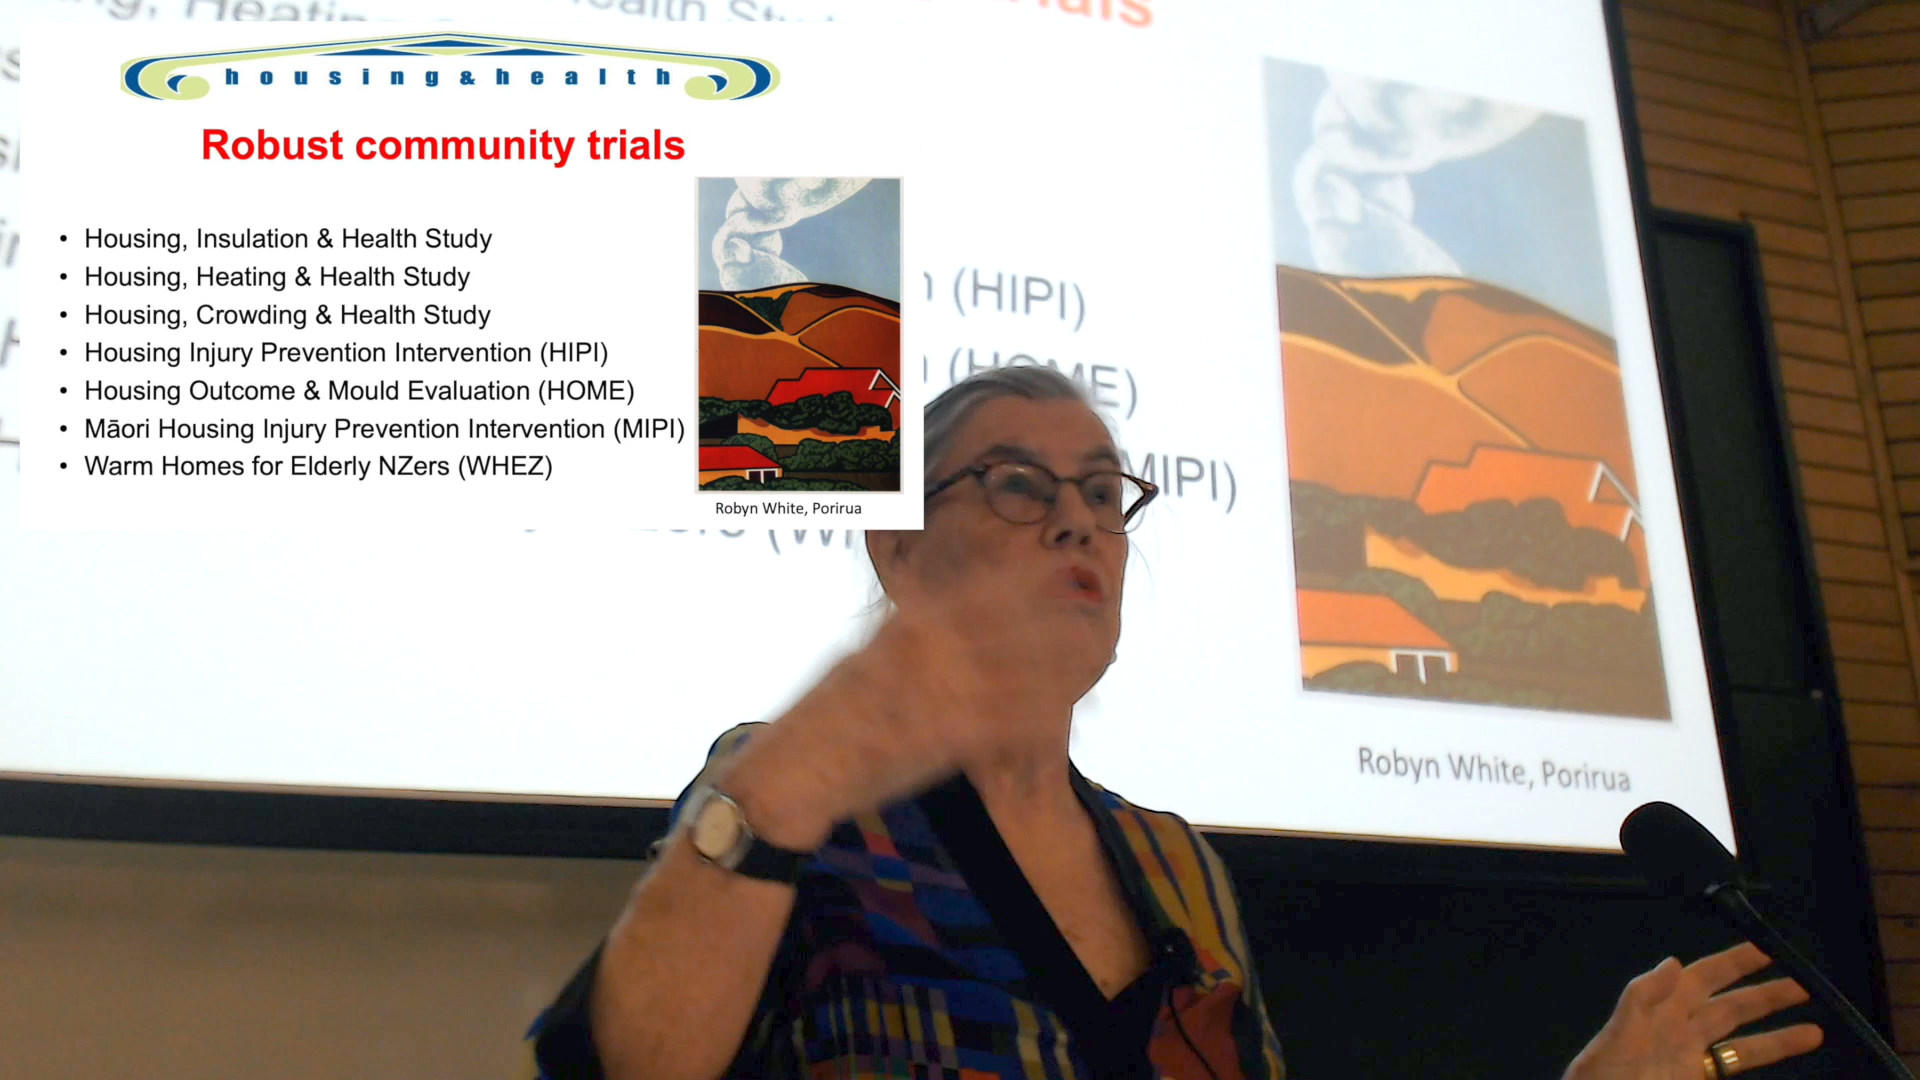 housing&health
Robust community trials
• Housing, Insulation & Health Study
• Housing, Heating & Health Study
• Housing, Crowding & Health Study
• Housing Injury Prevention Intervention (HIPI)
• Housing Outcome & Mould Evaluation (HOME)
• Māori Housing Injury Prevention Intervention (MIPI)
• Warm Homes for Elderly NZers (WHEZ)
Robyn White, Porirua
(HIPI)
(HOME)
MIPI)
Robyn White, Porirua